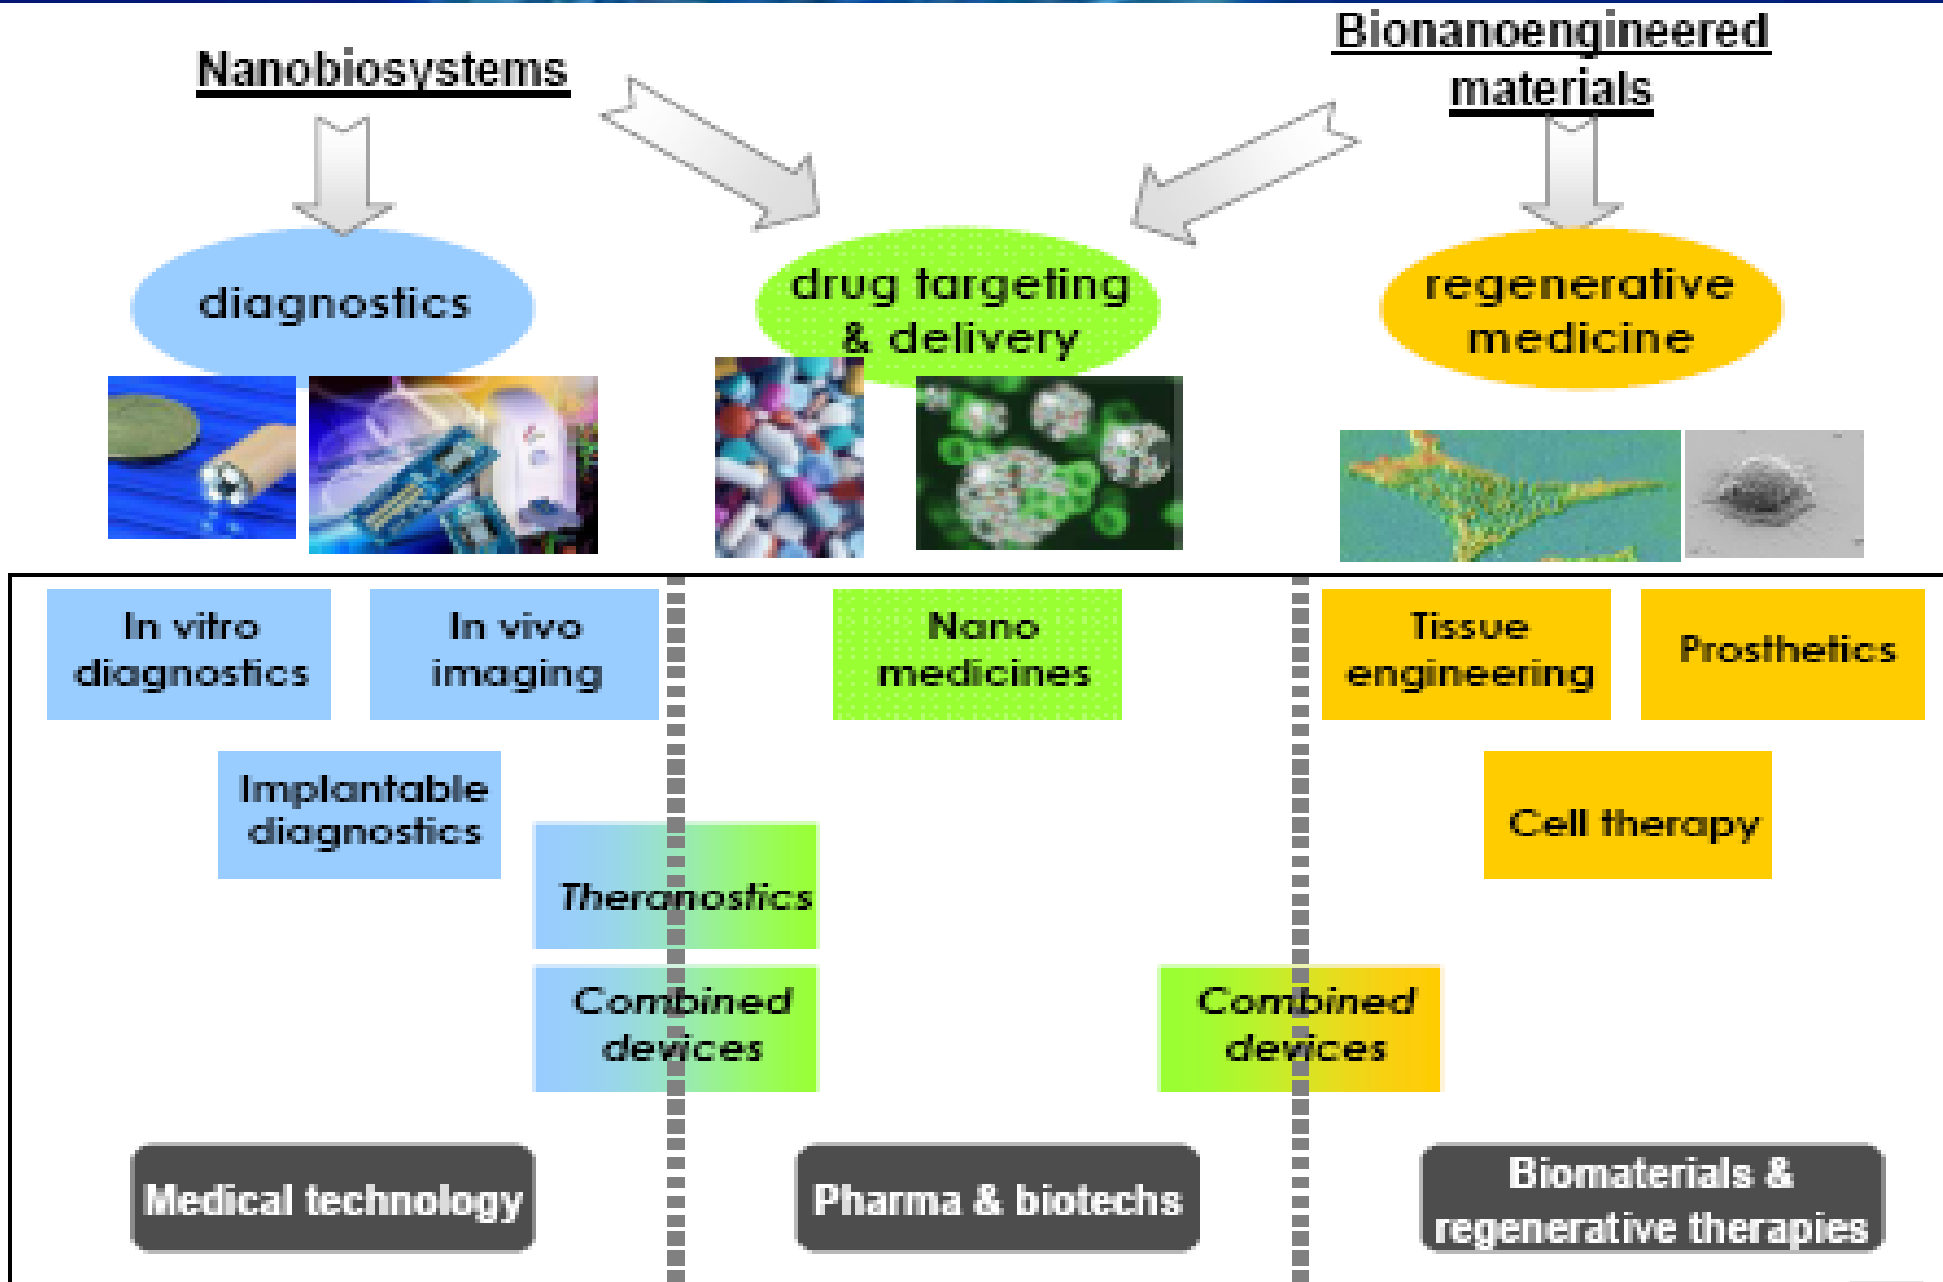 Nanobiosystems
Bionanoengineered
materials
diagnostics
drug targeting
& delivery
regenerative
medicine
In vitro
diagnostics
In vivo
imaging
Nano
medicines
Tissue
engineering
Prosthetics
Implantable
diagnostics
Cell therapy
Theranostics
Combined
devices
Combined
devices
Medical technology
Pharma & biotechs
Biomaterials &
regenerative therapies